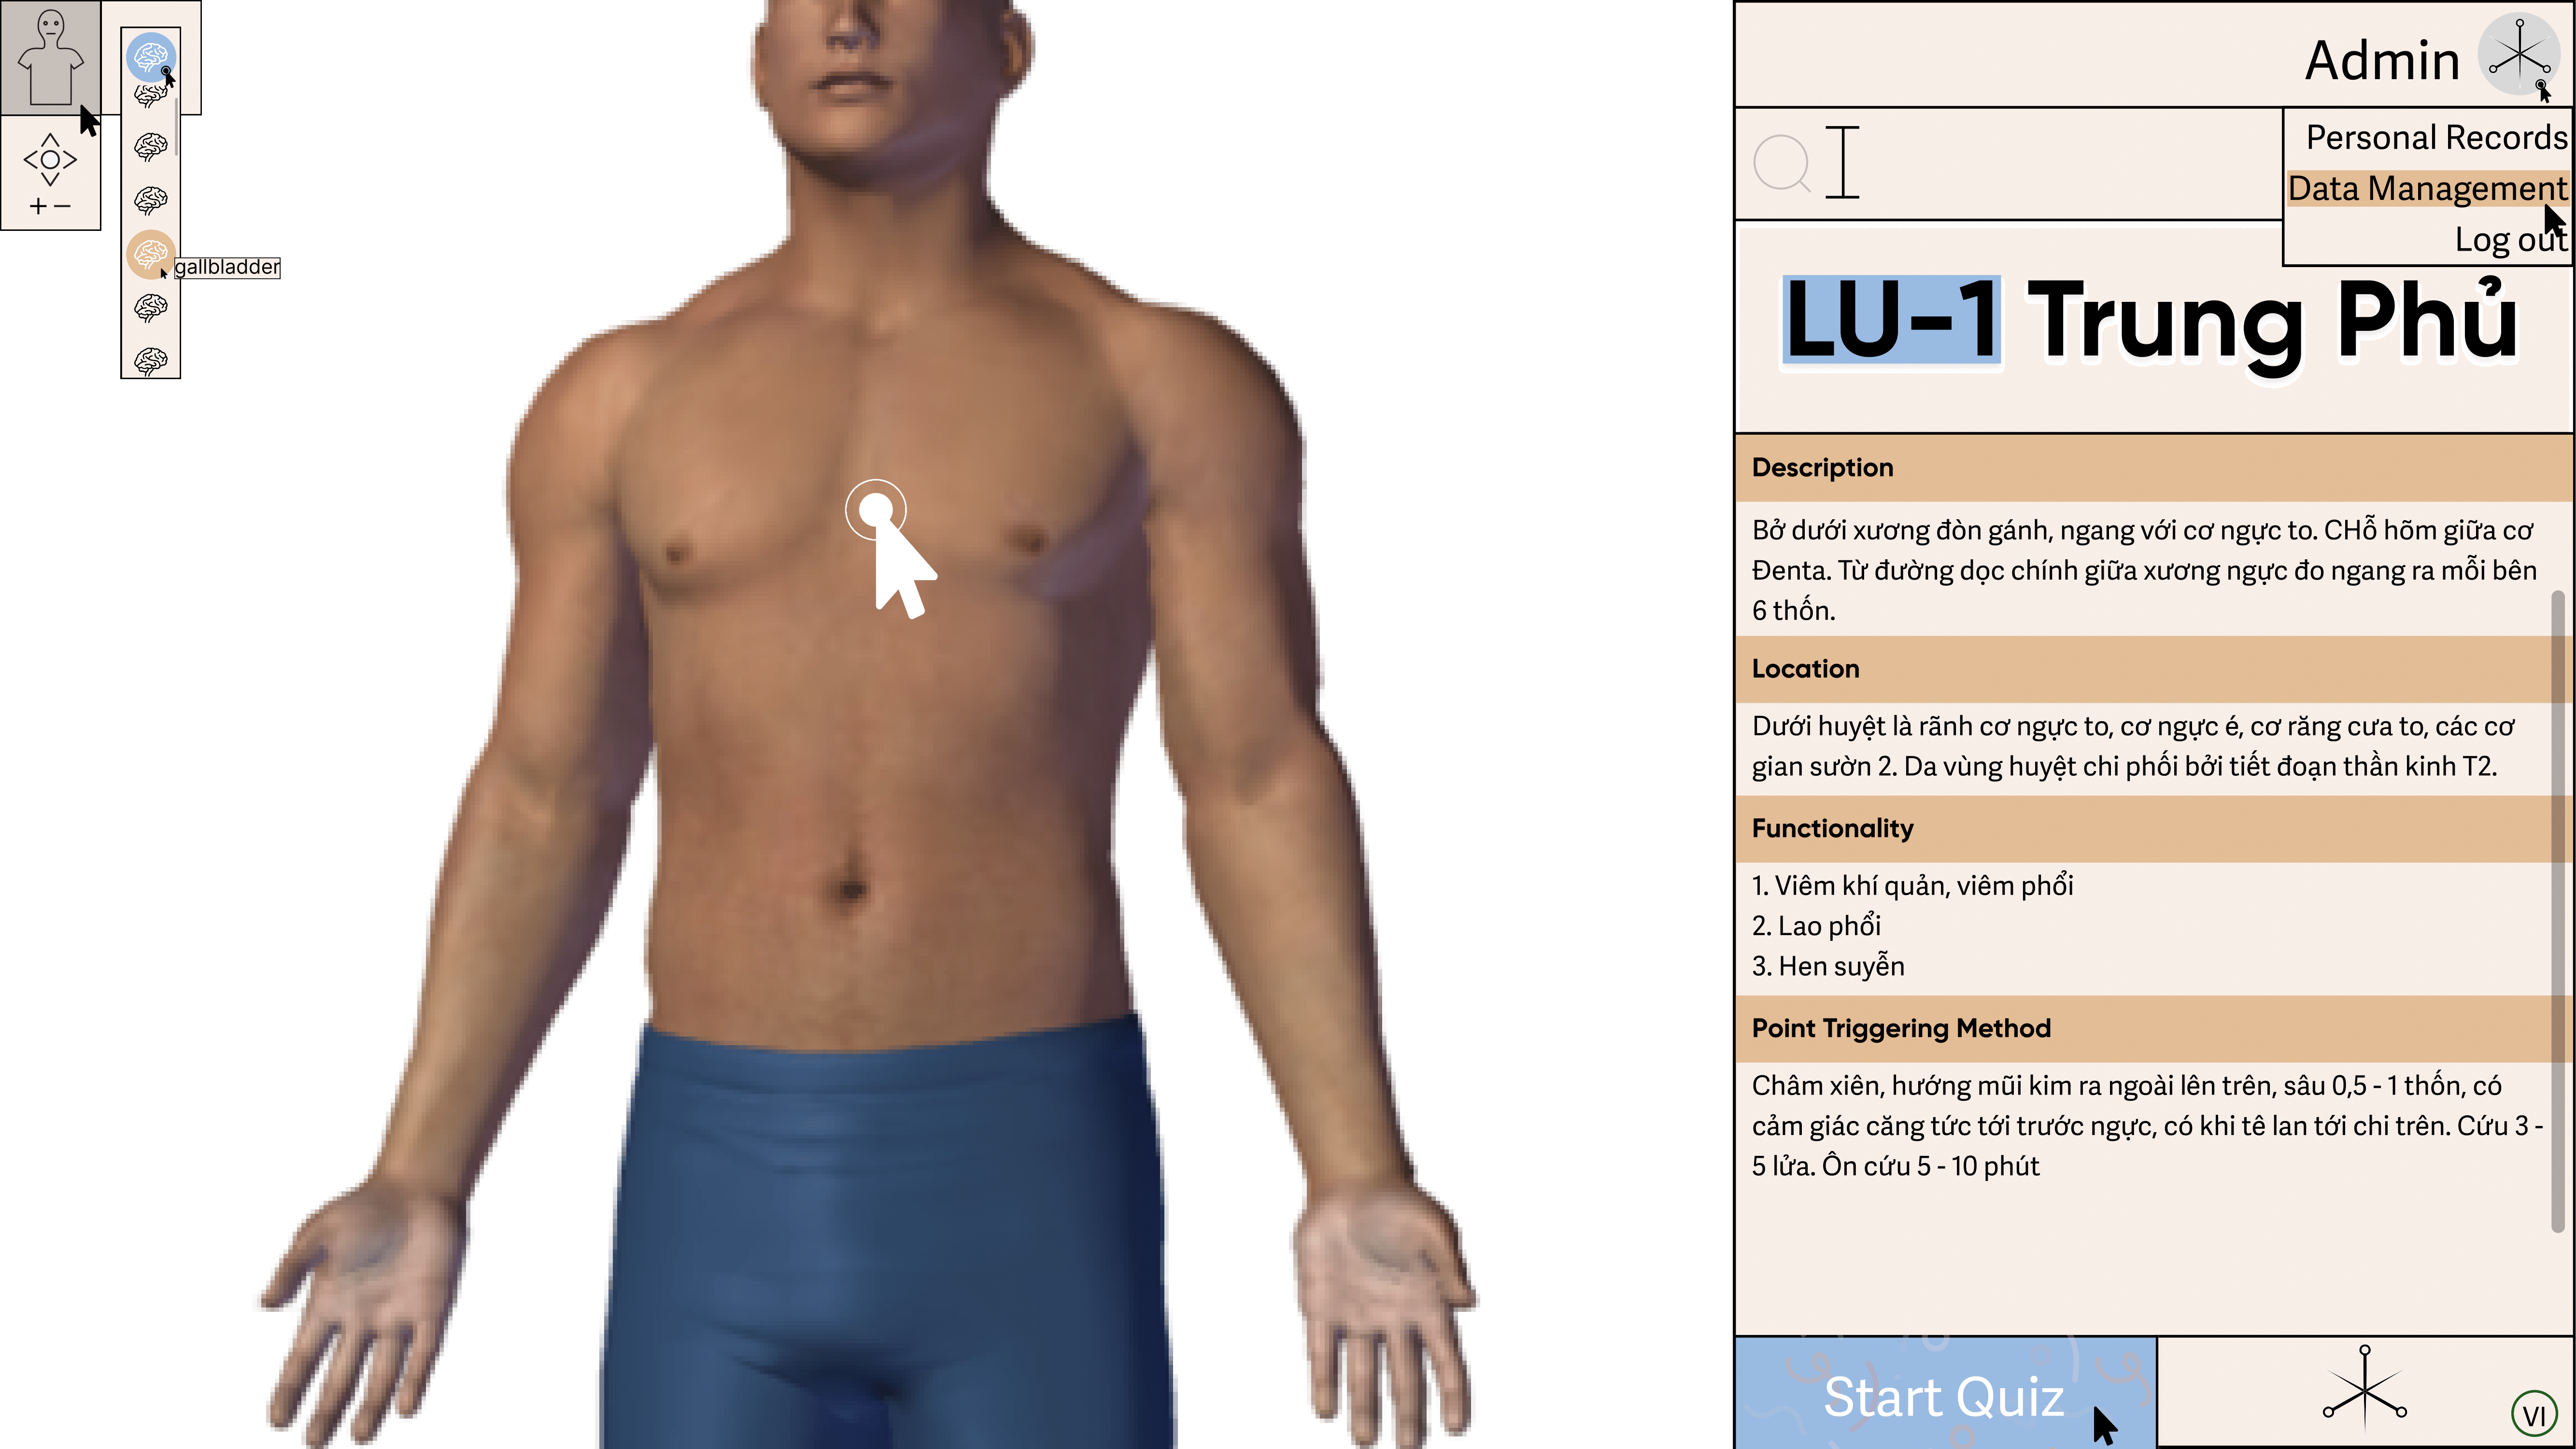 Admin
Personal Records
Data Management
Log out
gallbladder
LU-1 Trung Phủ
Description
Bở dưới xương đòn gánh, ngang với cơ ngực to. CHỗ hõm giữa cơ
Đenta. Từ đường dọc chính giữa xương ngực đo ngang ra mỗi bên
6 thốn.
Location
Dưới huyệt là rãnh cơ ngực to, cơ ngực é, cơ răng cưa to, các cơ
gian sườn 2. Da vùng huyệt chi phối bởi tiết đoạn thần kinh T2.
Functionality
1. Viêm khí quản, viêm phổi
2. Lao phổi
3. Hen suyễn
Point Triggering Method
Châm xiên, hướng mũi kim ra ngoài lên trên, sâu 0,5 - 1 thốn, có
cảm giác căng tức tới trước ngực, có khi tê lan tới chi trên. Cứu 3 -
5 lửa. Ôn cứu 5 - 10 phút
Start Quiz
VI